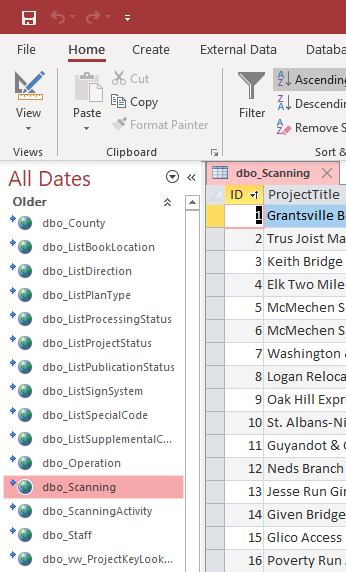 File Home Create External Data Databa
View
Paste
Cut
Copy
Format Painter
Filter
Ascending
Descending
Remove S
Views Clipboard Sort &
All Dates
Older
dbo_County
dbo_ListBookLocation
dbo_ListDirection
dbo_ListPlanType
dbo_ListProcessingStatus
dbo_ListProjectStatus
dbo_ListPublicationStatus
dbo_ListSignSystem
dbo_ListSpecialCode
dbo_ListSupplementalC...
dbo_Operation
dbo_Scanning
dbo_ScanningActivity
dbo_Staff
dbo_vw_ProjectKeyLook...
dbo_Scanning
ID ProjectTitle
1 Grantsville B
2 Trus Joist Ma
3 Keith Bridge
4 Elk Two Mile
5 McMechen S
6 McMechen S
7 Washington &
8 Logan Reloca
9 Oak Hill Expr
10 St. Albans-Ni
11 Guyandot & C
12 Neds Branch
13 Jesse Run Gir
14 Given Bridge
15 Glico Access
16 Poverty Run A